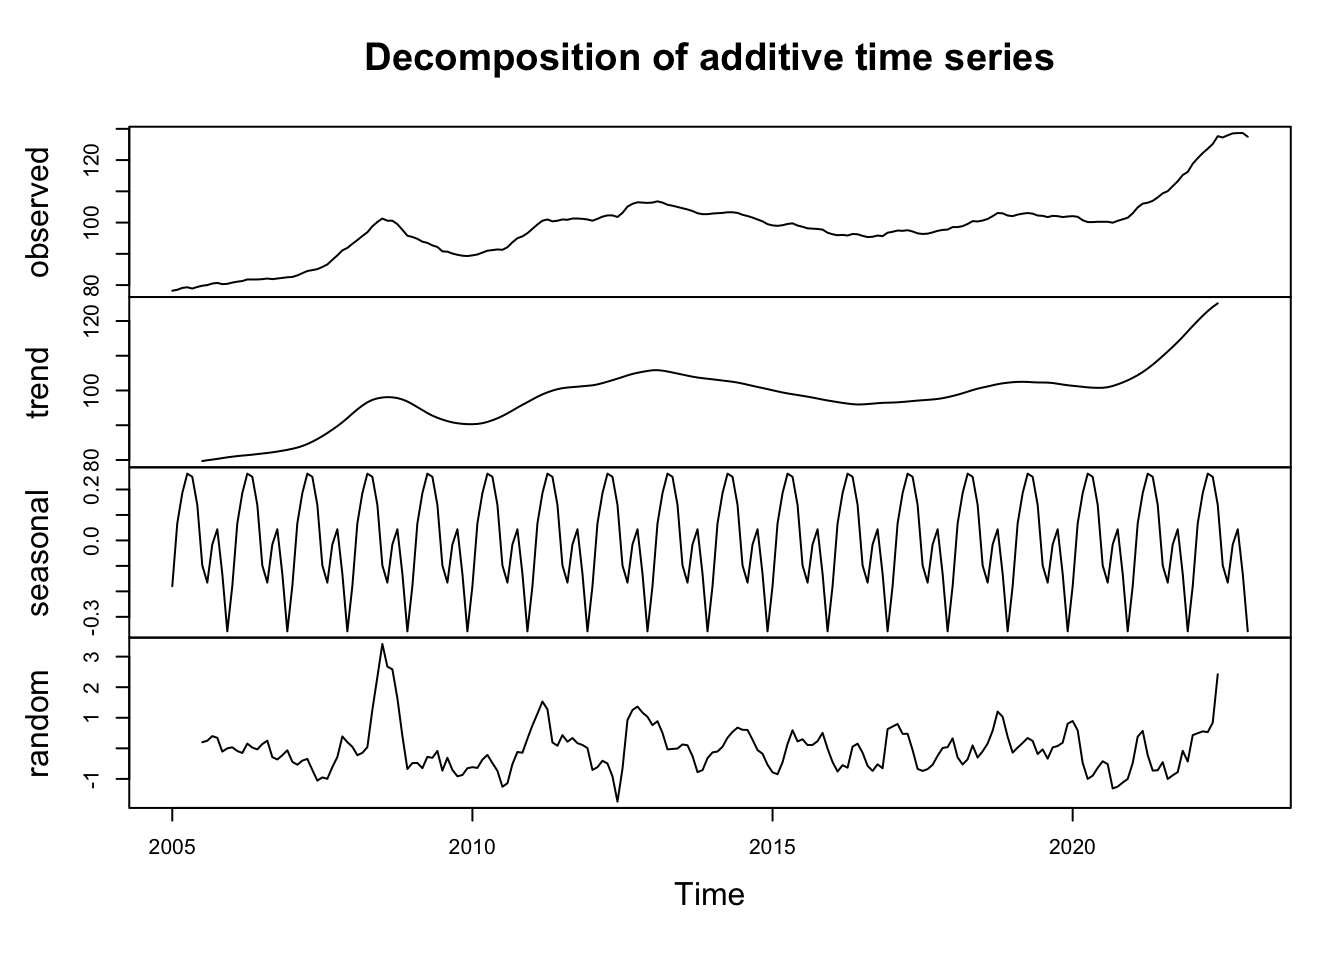 Decomposition of additive time series
observed
80 100 120
trend
80 100 120
seasonal
-0.3 0.0 0.2
random
-1 1 2 3
2005 2010 2015 2020
Time